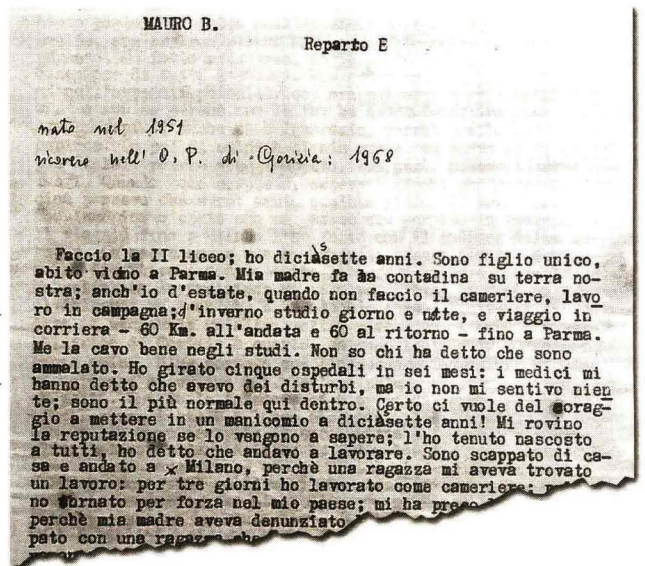 MAURO B.
Reparto E
nato nel 1951
ricovero nell' O. P. di Gorizia: 1968
Faccio la II liceo; ho diciassette anni. Sono figlio unico,
abito vicino a Parma. Mia madre fa la contadina su terra no-
stra; anch'io d'estate, quando non faccio il cameriere, lavo
ro in campagna; d'inverno studio giorno e notte, e viaggio in
corriera - 60 Km. all'andata e 60 al ritorno - fino a Parma.
Me la cavo bene negli studi. Non so chi ha detto che sono
ammalato. Ho girato cinque ospedali in sei mesi: i medici mi
hanno detto che avevo dei disturbi, ma io non mi sentivo nien
te; sono il più normale qui dentro. Certo ci vuole del corag-
gio a mettere in un manicomio a diciassette anni! Mi rovino
la reputazione se lo vengono a sapere; l'ho tenuto nascosto
a tutti, ho detto che andavo a lavorare. Sono scappato di ca-
sa e andato a x Milano, perchè una ragazza mi aveva trovato
un lavoro: per tre giorni ho lavorato come cameriere;
no tornato per forza nel mio paese; mi ha
perchè mia madre aveva denunziato
pato con una ragazza che